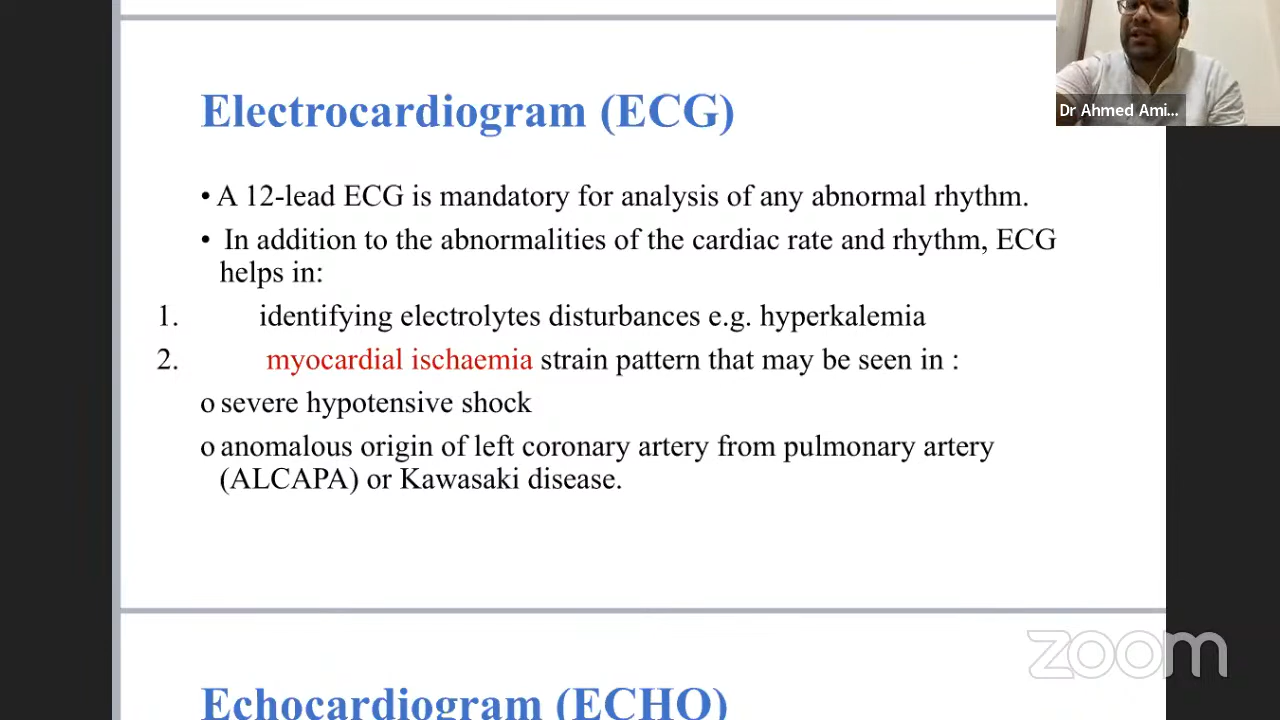 Electrocardiogram (ECG)
Dr Ahmed Ami...
• A 12-lead ECG is mandatory for analysis of any abnormal rhythm.
• In addition to the abnormalities of the cardiac rate and rhythm, ECG
helps in:
1. identifying electrolytes disturbances e.g. hyperkalemia
2. myocardial ischaemia strain pattern that may be seen in :
o severe hypotensive shock
o anomalous origin of left coronary artery from pulmonary artery
(ALCAPA) or Kawasaki disease.
zoom
Echocardiogram (ECHO)